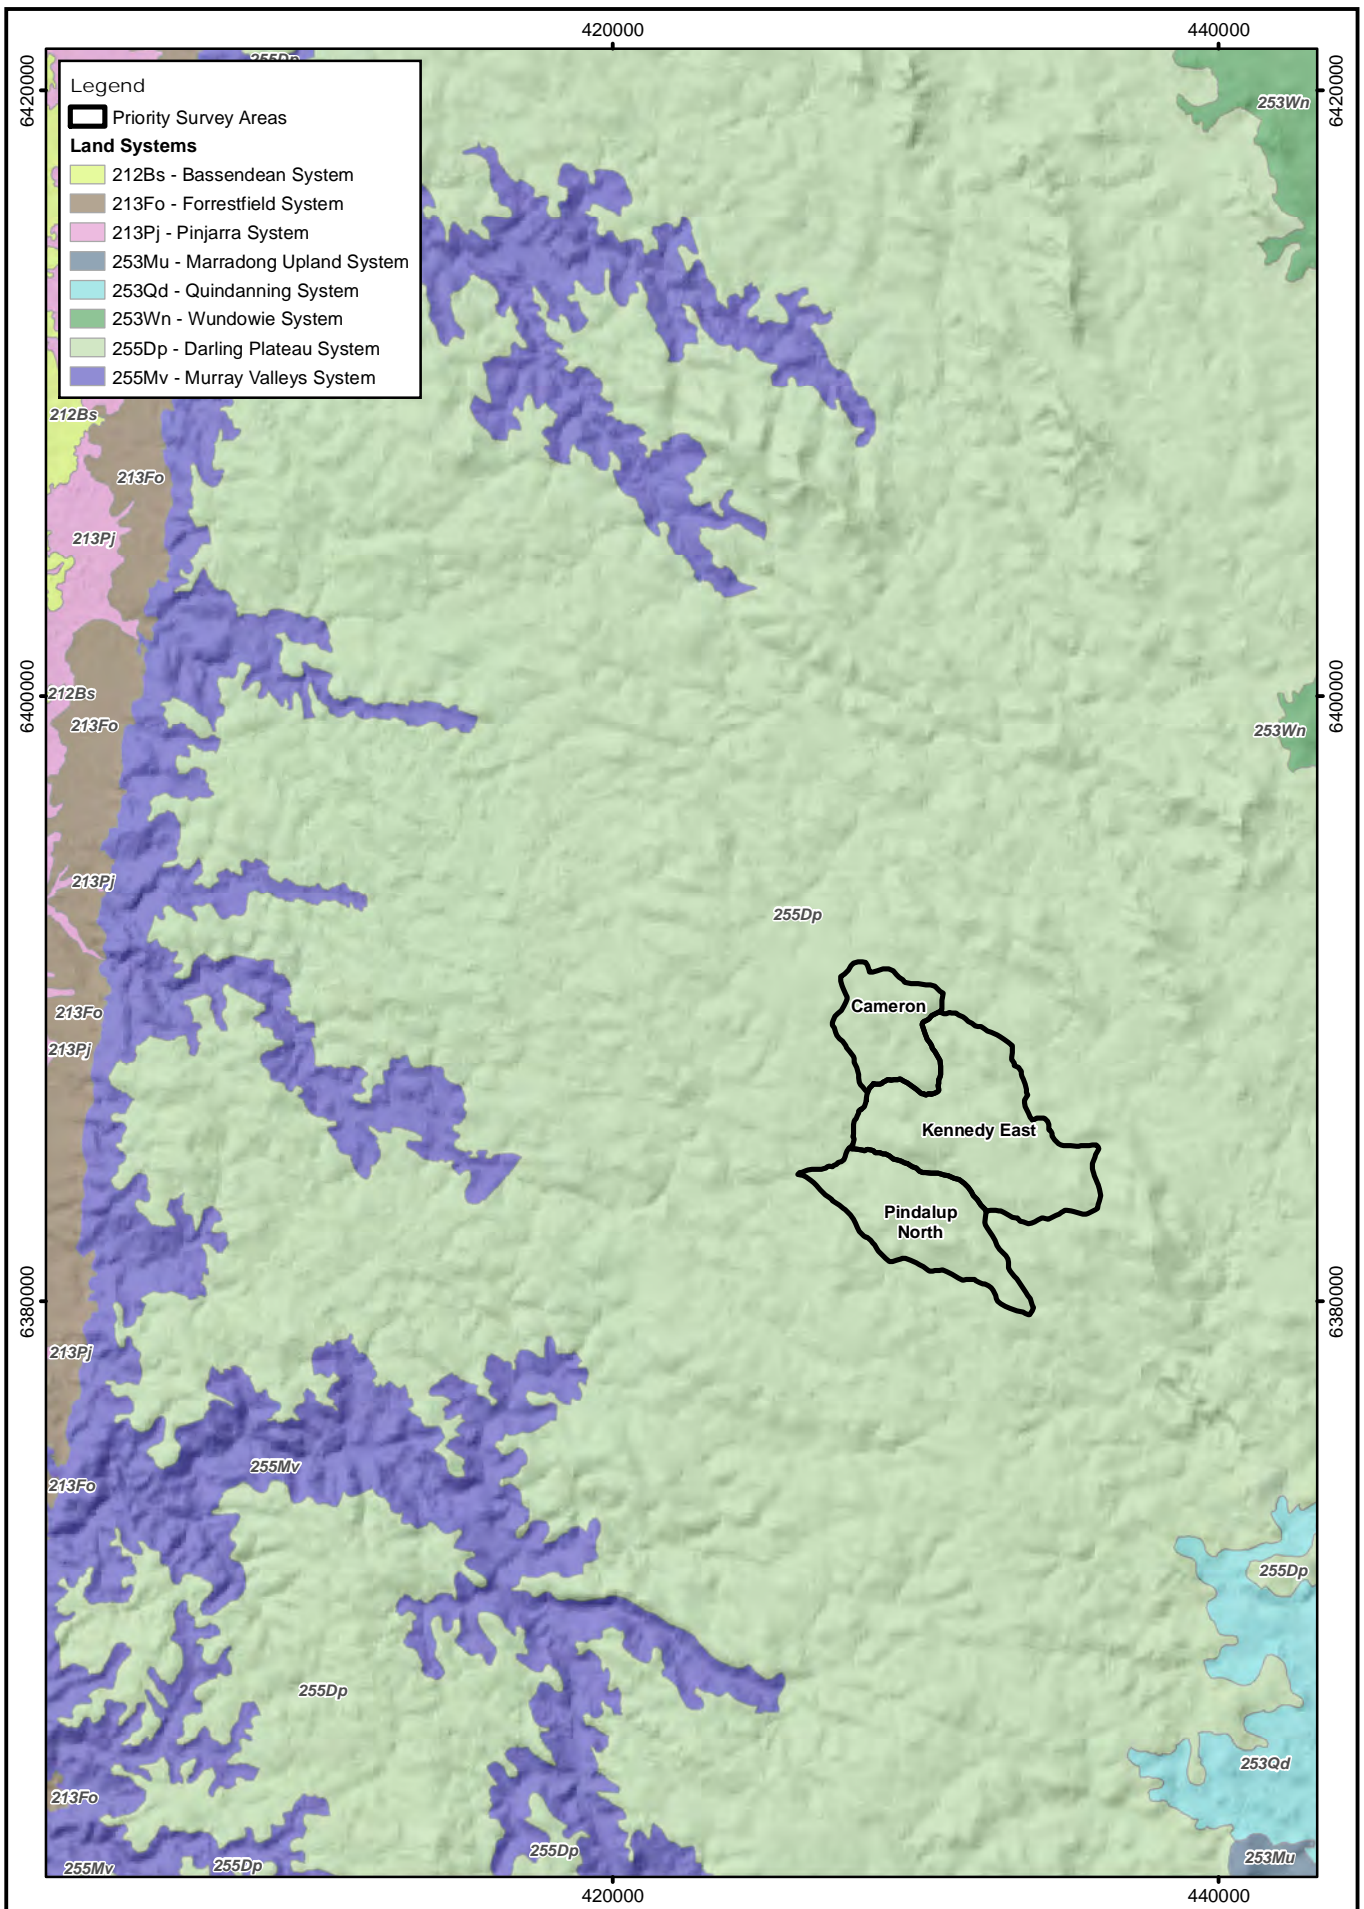 420000
440000
6420000
6420000
255Dp
Legend
Priority Survey Areas
Land Systems
212Bs - Bassendean System
213Fo - Forrestfield System
213Pj - Pinjarra System
253Mu - Marradong Upland System
253Qd - Quindanning System
253Wn - Wundowie System
255Dp - Darling Plateau System
255Mv - Murray Valleys System
253Wn
212Bs
213Fo
213Pj
6400000
6400000
212Bs
213Fo
253Wn
213Pj
255Dp
213Fo
213Pj
Cameron
Kennedy East
Pindalup
North
6380000
6380000
213Pj
255Mv
213Fo
255Dp
255Dp
253Qd
213Fo
255Mv
255Dp
255Dp
253Mu
420000
440000